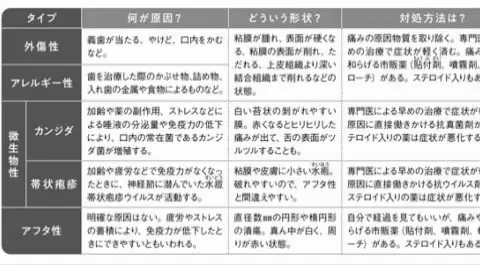 タイプ
何が原因？
どういう形状？
対処方法は？
外傷性
義歯が当たる、やけど、口内をかむ
など。
粘膜が腫れ、表面が硬くな
る、粘膜の表面が削れ、た
だれる、上皮組織より深い
結合組織まで削れるなどの
状態。
痛みの原因物質を取り除く。専門医
めの治療で症状が軽く済む。痛み
和らげる市販薬（貼付剤、噴霧剤、
ローチ）がある。ステロイド入りもあ
アレルギー性
歯を治療した際のかぶせ物、詰め物、
入れ歯の金属や食物によるものなど。
微生物性
カンジダ
加齢や薬の副作用、ストレスなどに
よる唾液の分泌量や免疫力の低下
により、口内の常在菌であるカンジ
ダ菌が増殖する。
白い苔状の剥がれやすい
膜。赤くなるとヒリヒリした
痛みが出て、舌の表面がツ
ルツルすることも。
専門医による早めの治療で症状が
原因に直接働きかける抗真菌剤が
テロイド入りの薬は症状が悪化する
帯状疱疹
加齢や疲労などで免疫力がなくなっ
たときに、神経節に潜んでいた水痘
帯状疱疹ウイルスが活動する。
粘膜や皮膚に小さい水疱。
破れやすいので、アフタ性
と間違えやすい。
専門医による早めの治療で症状が
原因に直接働きかける抗ウイルス剤
ステロイド入りの薬は症状が悪化す
アフタ性
明確な原因はない。疲労やストレス
の蓄積により、免疫力が低下したと
きにできやすいともいわれる。
直径数mmの円形や楕円形
の潰瘍。真ん中が白く、周
りが赤い状態。
自分で経過を見てもいいが、痛みや
らげる市販薬（貼付剤、噴霧剤、
ーチ）がある。ステロイド入りもある